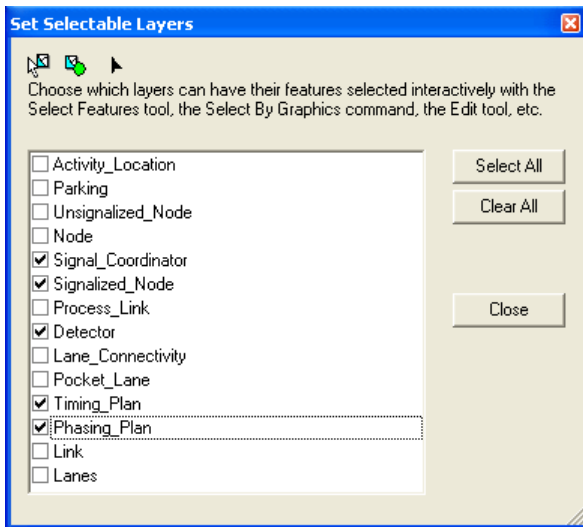 Set Selectable Layers
Choose which layers can have their features selected interactively with the
Select Features tool, the Select By Graphics command, the Edit tool, etc.
Activity_Location
Parking
Unsignalized_Node
Node
Signal_Coordinator
Signalized_Node
Process_Link
Detector
Lane_Connectivity
Pocket_Lane
Timing_Plan
Phasing_Plan
Link
Lanes
Select All
Clear All
Close